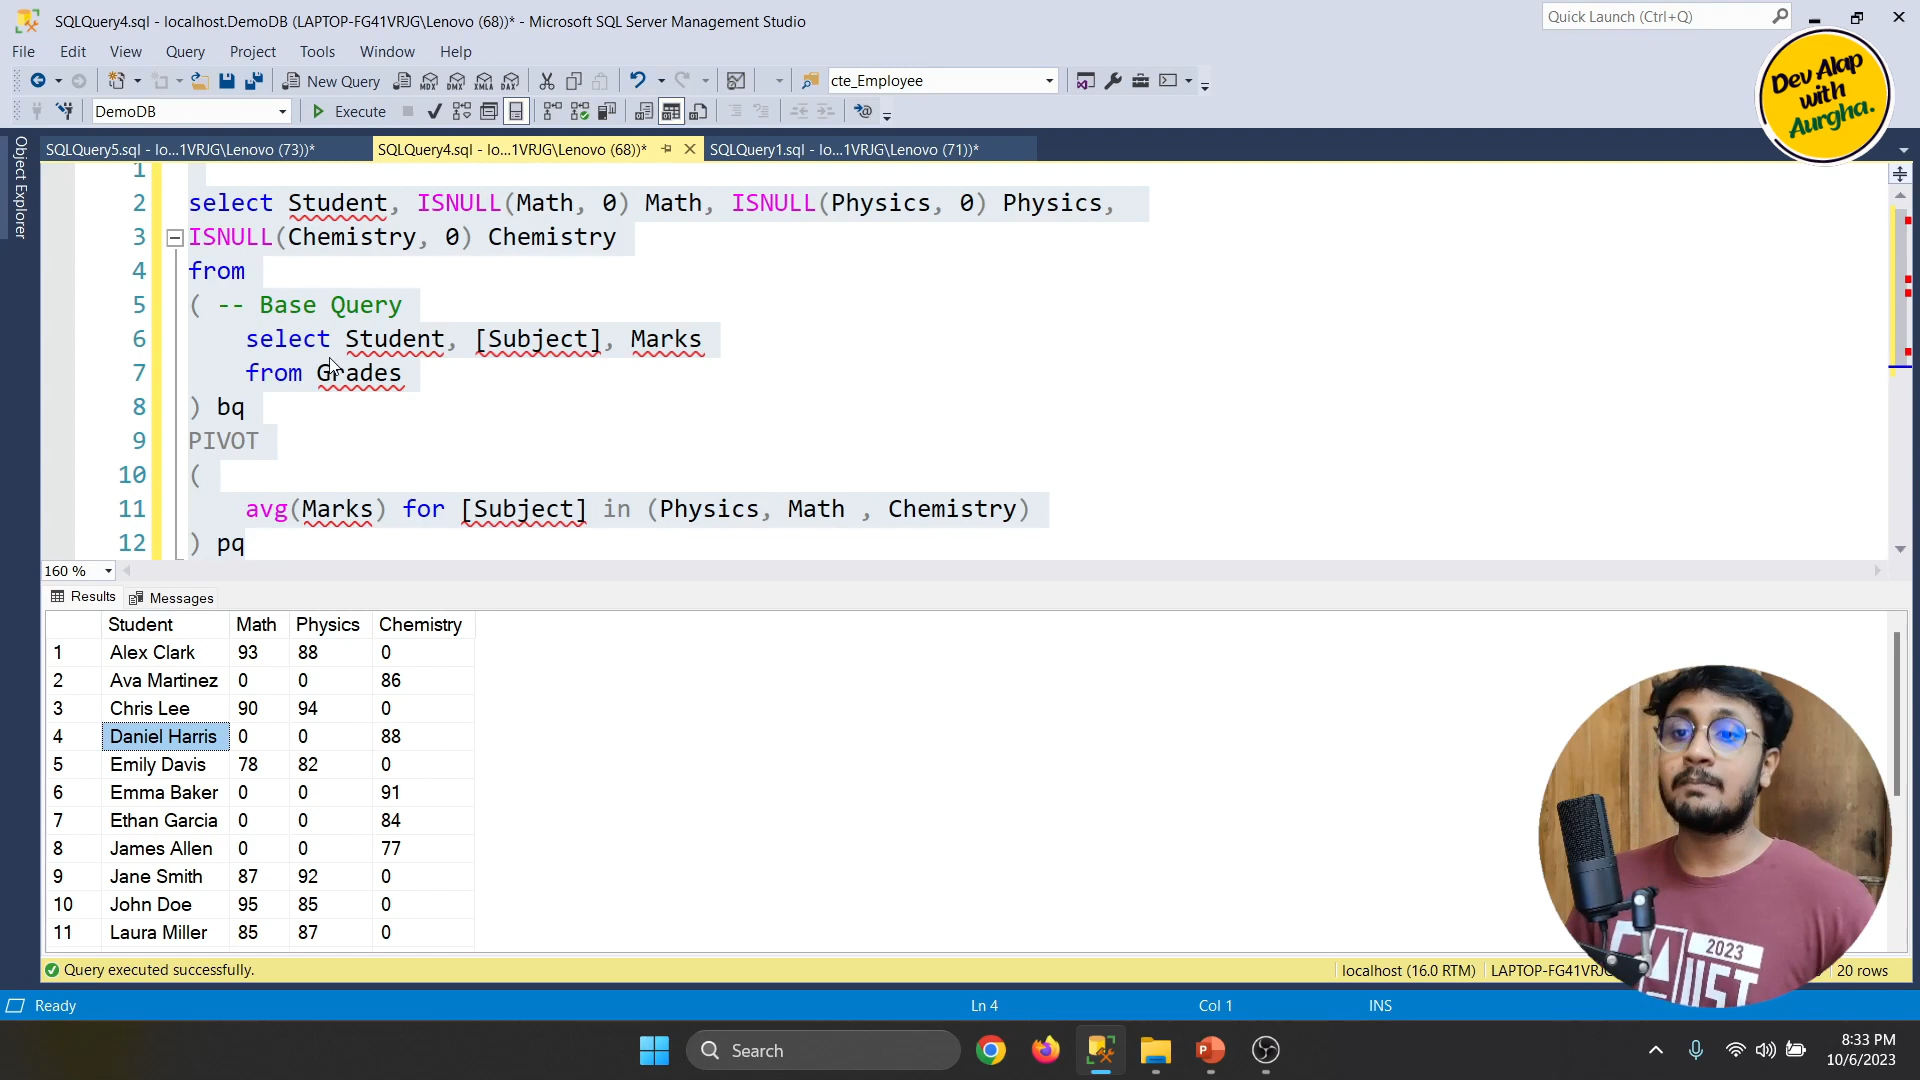 SQLQuery4.sql - localhost.DemoDB (LAPTOP-FG41VRJG\Lenovo (68))* - Microsoft SQL Server Management Studio
Quick Launch (Ctrl+Q)
Dev Alap
with
Aurgha.
File Edit View Query Project Tools Window Help
New Query
MDX DMX XMLA DAX
cte_Employee
DemoDB
Execute
SQLQuery5.sql - lo...1VRJG\Lenovo (73))*
SQLQuery4.sql - lo...1VRJG\Lenovo (68))*
SQLQuery1.sql - lo...1VRJG\Lenovo (71))*
Object Explorer
1
2 select Student, ISNULL(Math, 0) Math, ISNULL(Physics, 0) Physics,
3 ISNULL(Chemistry, 0) Chemistry
4 from
5 ( -- Base Query
6 select Student, [Subject], Marks
7 from Grades
8 ) bq
9 PIVOT
10 (
11 avg(Marks) for [Subject] in (Physics, Math , Chemistry)
12 ) pq
160 %
Results Messages
Student Math Physics Chemistry
1 Alex Clark 93 88 0
2 Ava Martinez 0 0 86
3 Chris Lee 90 94 0
4 Daniel Harris 0 0 88
5 Emily Davis 78 82 0
6 Emma Baker 0 0 91
7 Ethan Garcia 0 0 84
8 James Allen 0 0 77
9 Jane Smith 87 92 0
10 John Doe 95 85 0
11 Laura Miller 85 87 0
2023
Query executed successfully.
localhost (16.0 RTM) LAPTOP-FG41VRJG 20 rows
Ready Ln 4 Col 1 INS
Search
8:33 PM
10/6/2023